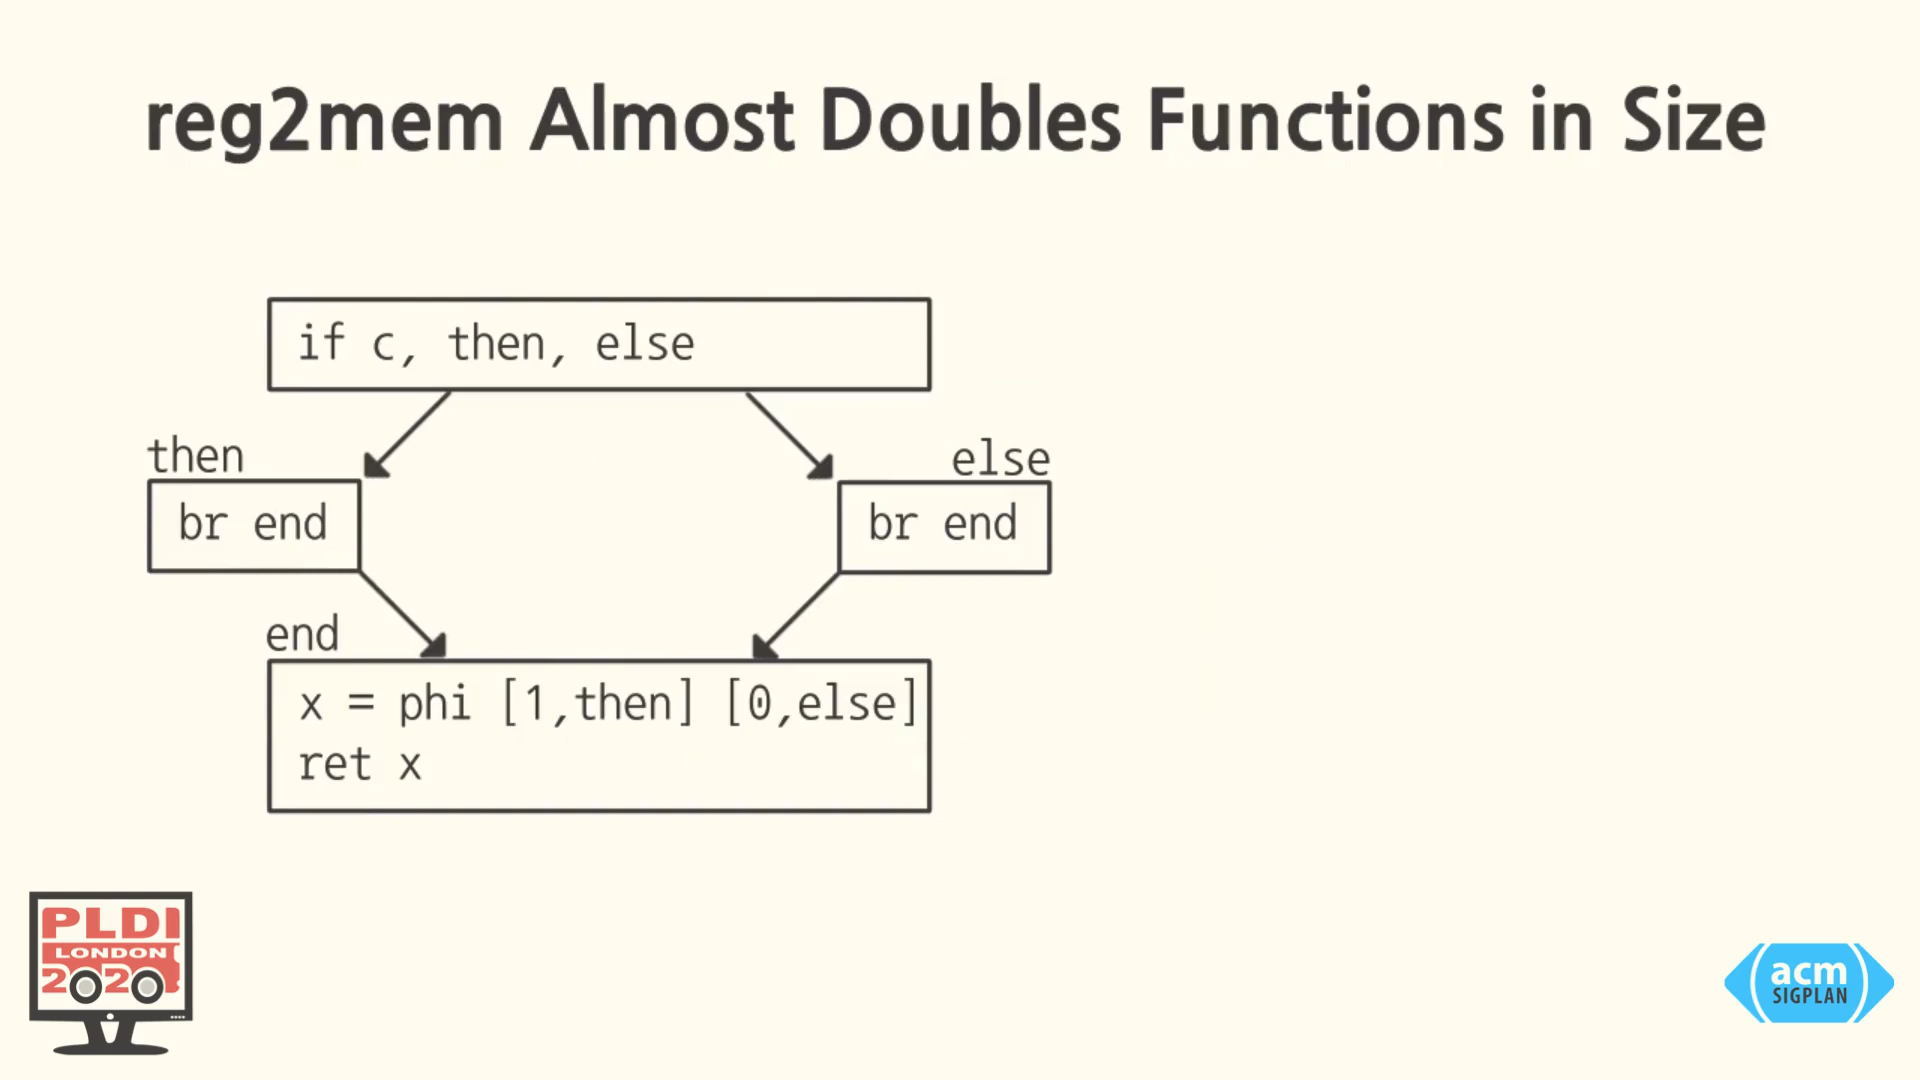 reg2mem Almost Doubles Functions in Size
if c, then, else
then
else
br end
br end
end
x = phi [1,then] [0,else]
ret x
PLDI
LONDON
2020
acm
SIGPLAN